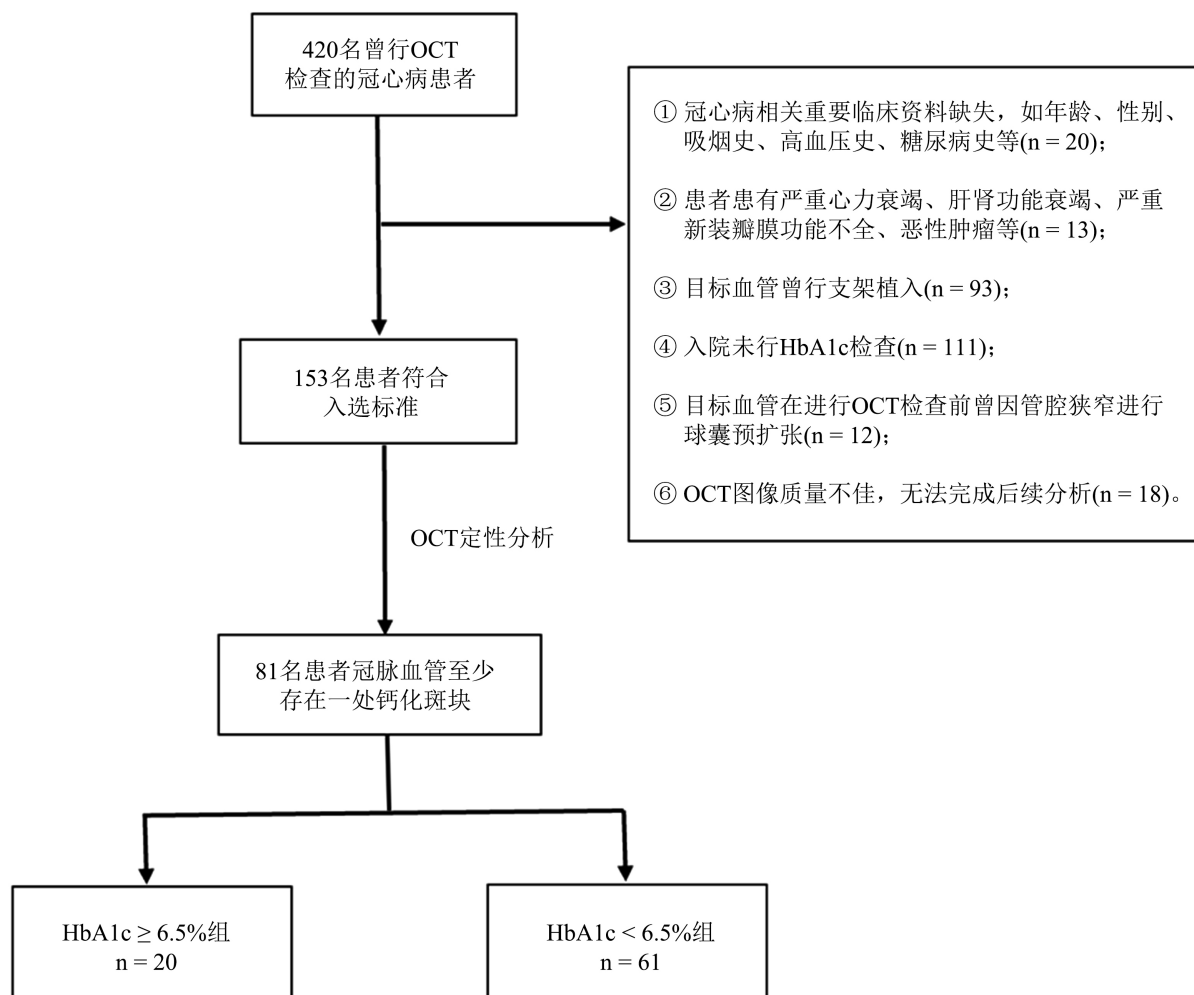 420名曾行OCT
检查的冠心病患者
① 冠心病相关重要临床资料缺失，如年龄、性别、
吸烟史、高血压史、糖尿病史等(n = 20)；
② 患者患有严重心力衰竭、肝肾功能衰竭、严重
新装瓣膜功能不全、恶性肿瘤等(n = 13)；
③ 目标血管曾行支架植入(n = 93)；
④ 入院未行HbA1c检查(n = 111)；
⑤ 目标血管在进行OCT检查前曾因管腔狭窄进行
球囊预扩张(n = 12)；
⑥ OCT图像质量不佳，无法完成后续分析(n = 18)。
153名患者符合
入选标准
OCT定性分析
81名患者冠脉血管至少
存在一处钙化斑块
HbA1c ≥ 6.5%组
n = 20
HbA1c < 6.5%组
n = 61